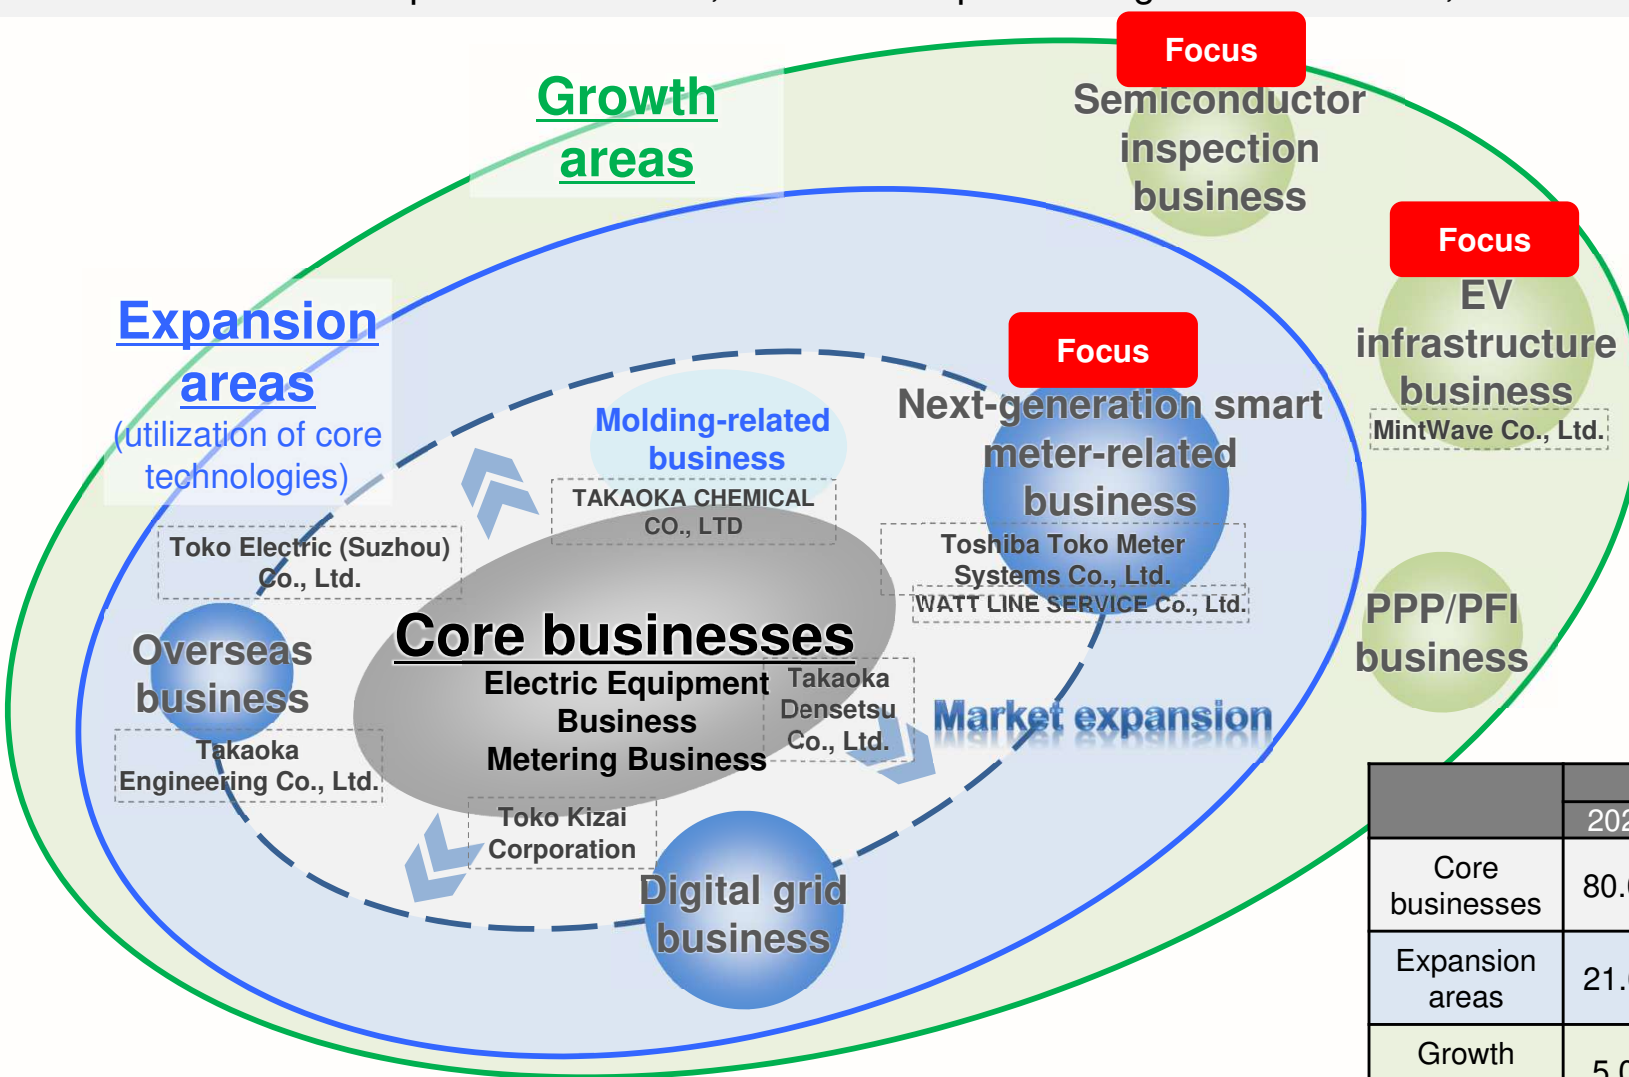 Focus
Growth
areas
Semiconductor
inspection
business
Focus
EV
infrastructure
business
MintWave Co., Ltd.
Expansion
areas
(utilization of core
technologies)
Focus
Next-generation smart
meter-related
business
Toshiba Toko Meter
Systems Co., Ltd.
WATT LINE SERVICE Co., Ltd.
Molding-related
business
TAKAOKA CHEMICAL
CO., LTD
Toko Electric (Suzhou)
Co., Ltd.
Overseas
business
Takaoka
Engineering Co., Ltd.
Core businesses
Electric Equipment
Business
Metering Business
Takaoka
Densetsu
Co., Ltd.
Market expansion
PPP/PFI
business
Toko Kizai
Corporation
Digital grid
business
Core
businesses
80.
Expansion
areas
21.
Growth
5.